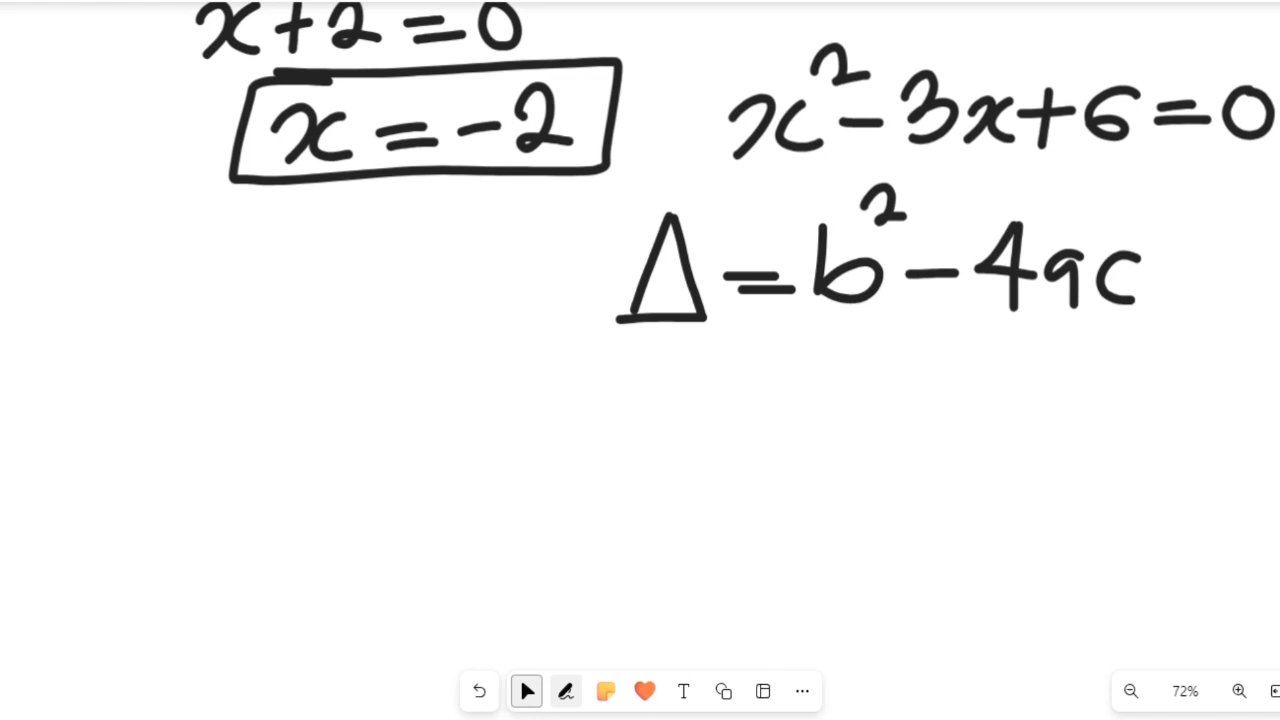 x+2=0
x=-2
x²-3x+6=0
Δ=b²-4ac
T
72%